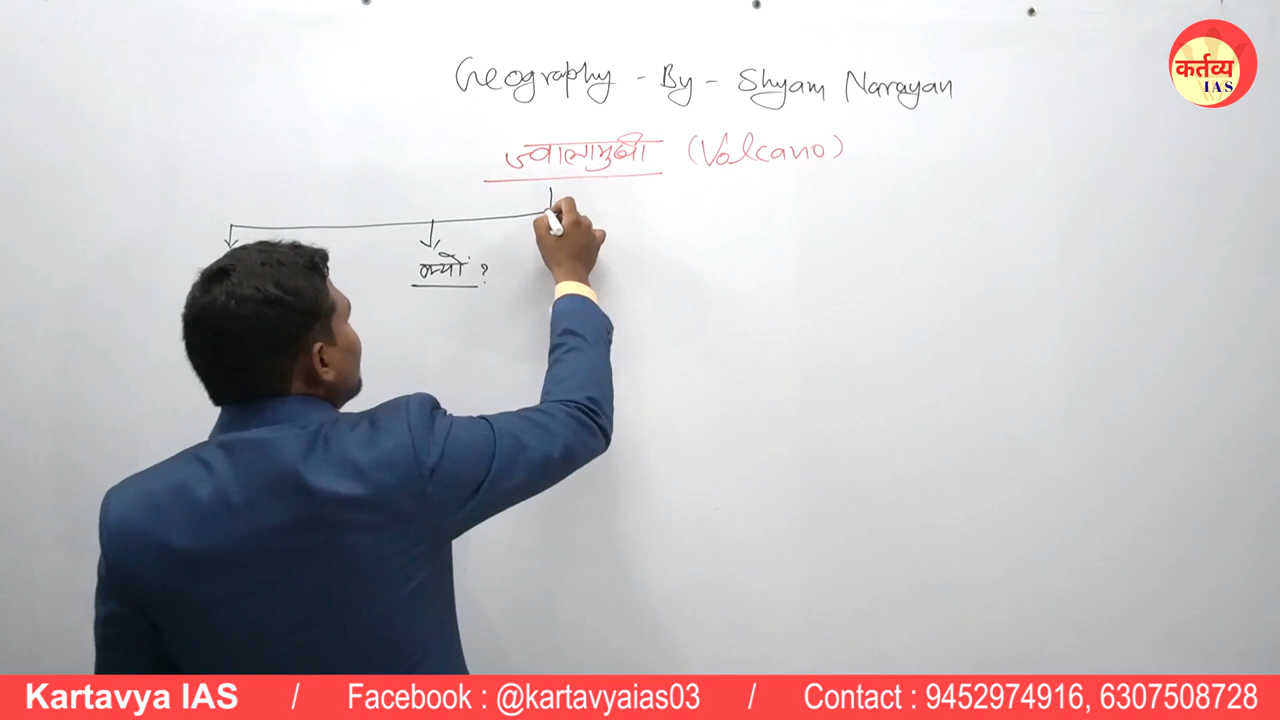 Geography - By - Shyam Narayan
कर्तव्य
IAS
ज्वालामुखी (Volcano)
क्यों ?
Kartavya IAS / Facebook : @kartavyaias03 / Contact : 9452974916, 6307508728